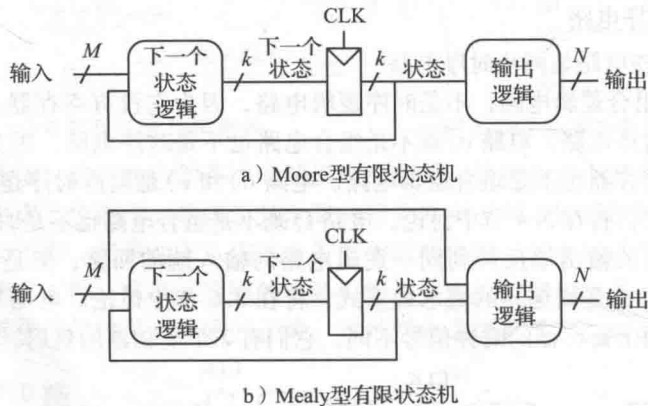 CLK
输入 M 下一个状态逻辑 k 下一个状态 k 状态 输出逻辑 N 输出
a）Moore型有限状态机
CLK
输入 M 下一个状态逻辑 k 下一个状态 k 状态 输出逻辑 N 输出
b）Mealy型有限状态机